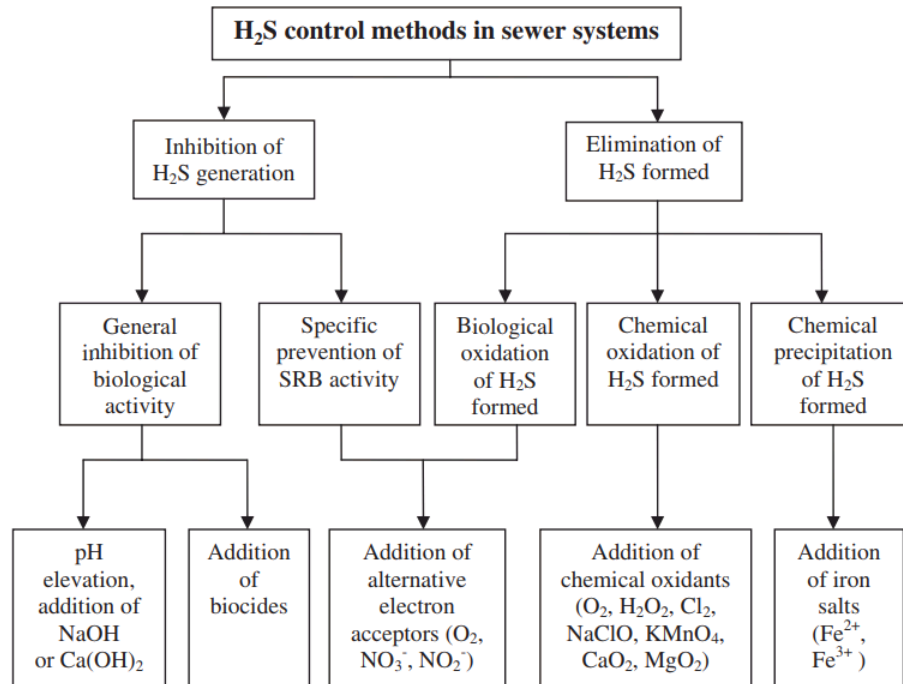 H₂S control methods in sewer systems
Inhibition of
H₂S generation
Elimination of
H₂S formed
General
inhibition of
biological
activity
Specific
prevention of
SRB activity
Biological
oxidation
of H₂S
formed
Chemical
oxidation of
H₂S formed
Chemical
precipitation
of H₂S
formed
pH
elevation,
addition of
NaOH
or Ca(OH)₂
Addition
of
biocides
Addition of
alternative
electron
acceptors (O₂,
NO₃⁻, NO₂⁻)
Addition of
chemical oxidants
(O₂, H₂O₂, Cl₂,
NaClO, KMnO₄,
CaO₂, MgO₂)
Addition
of iron
salts
(Fe²⁺,
Fe³⁺ )